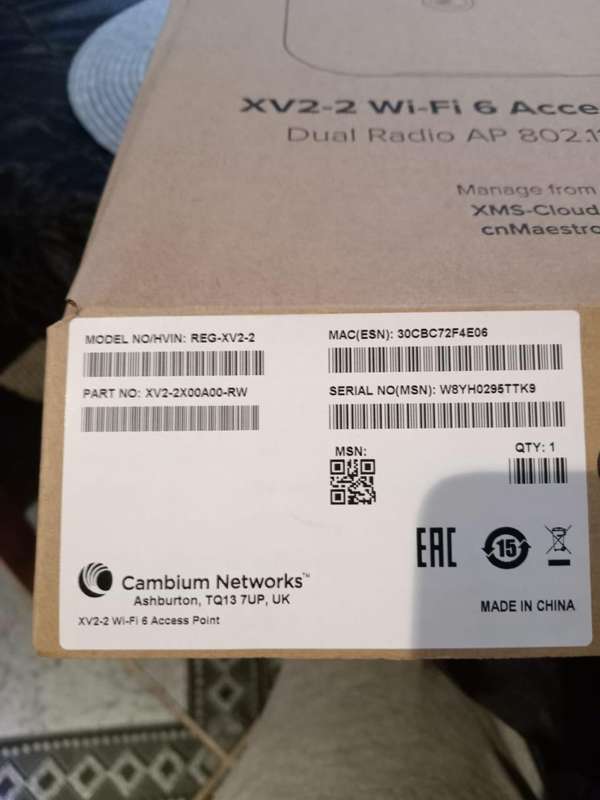 XV2-2 Wi-Fi 6 Acce
Dual Radio AP 802.11
Manage from
XMS-Cloud
cnMaestro
MODEL NO/HVIN: REG-XV2-2
MAC(ESN): 30CBC72F4E06
PART NO: XV2-2X00A00-RW
SERIAL NO(MSN): W8YH0295TTK9
MSN:
QTY: 1
EAC
15
Cambium Networks™
Ashburton, TQ13 7UP, UK
XV2-2 Wi-Fi 6 Access Point
MADE IN CHINA